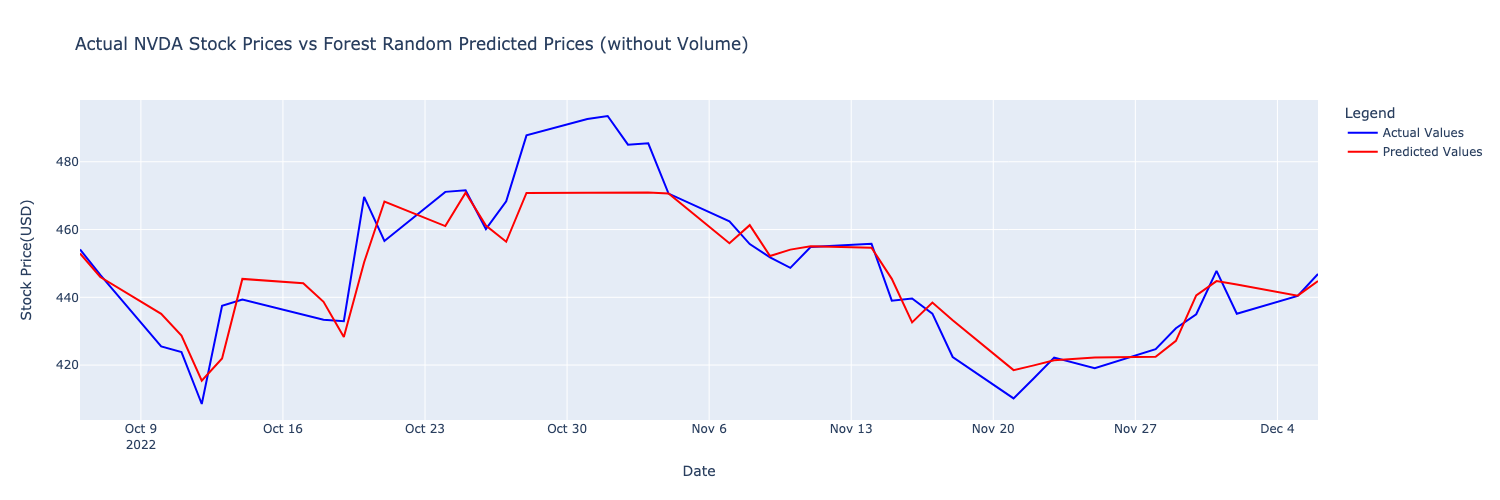 Actual NVDA Stock Prices vs Forest Random Predicted Prices (without Volume)
Legend
Actual Values
Predicted Values
Stock Price(USD)
480
460
440
420
Oct 9
2022
Oct 16
Oct 23
Oct 30
Nov 6
Nov 13
Nov 20
Nov 27
Dec 4
Date